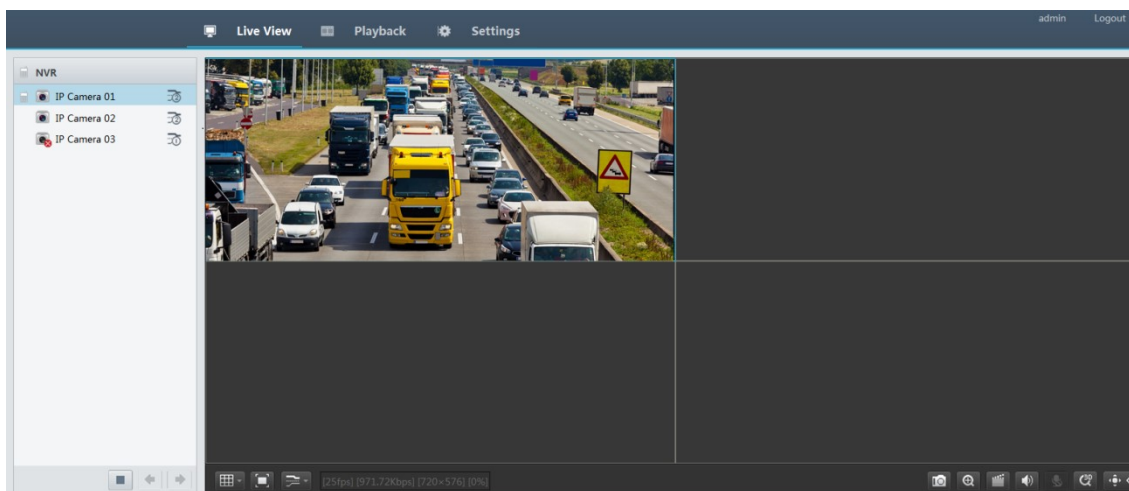 admin Logout
Live View Playback Settings
NVR
IP Camera 01
IP Camera 02
IP Camera 03
[25fps] [971.72Kbps] [720×576] [0%]